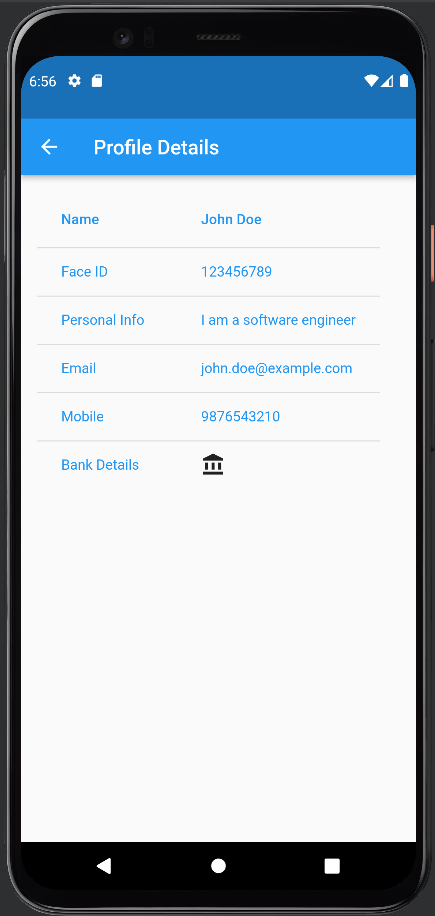 6:56
Profile Details
Name John Doe
Face ID 123456789
Personal Info I am a software engineer
Email john.doe@example.com
Mobile 9876543210
Bank Details